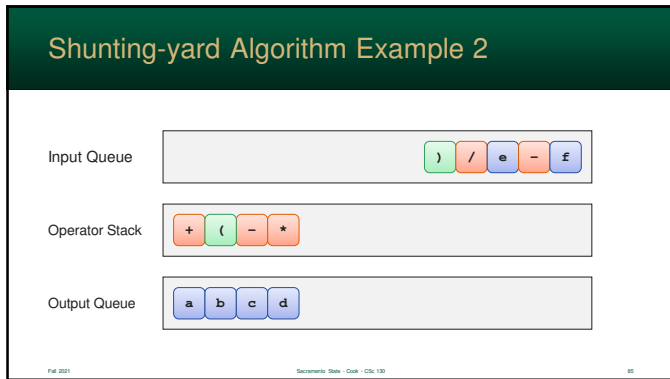 Shunting-yard Algorithm Example 2
Input Queue
) / e - f
Operator Stack
+ ( - *
Output Queue
a b c d
Fall 2021
Sacramento State - Cook - CSc 130
85